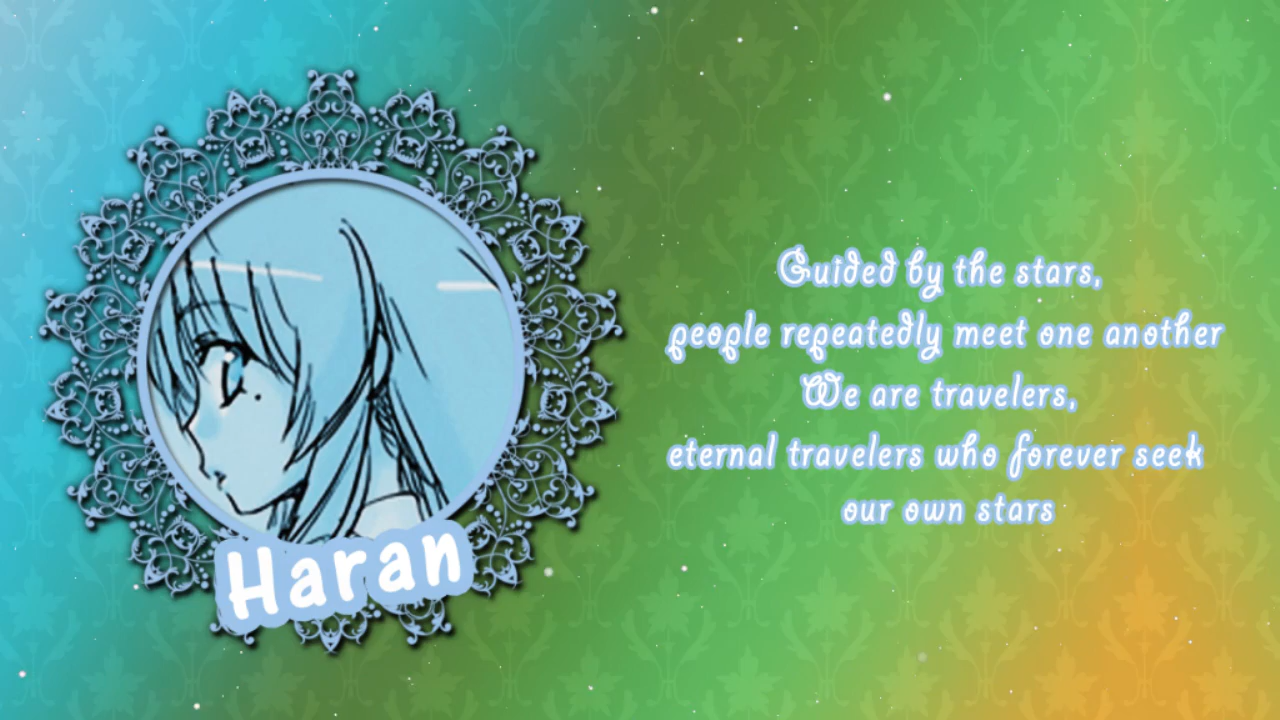 Haran
Guided by the stars,
people repeatedly meet one another
We are travelers,
eternal travelers who forever seek
our own stars